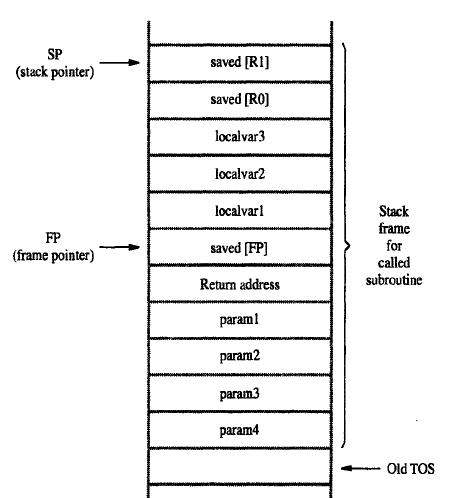 SP
(stack pointer)
saved [R1]
saved [R0]
localvar3
localvar2
localvar1
FP
(frame pointer)
saved [FP]
Stack
frame
for
called
subroutine
Return address
param1
param2
param3
param4
Old TOS